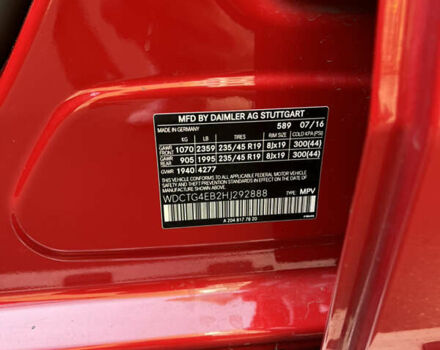 MFD BY DAIMLER AG STUTTGART
MADE IN GERMANY 589 07/16
KG LB TIRES RIM SIZE COLD KPA (PSI)
GAWR FRONT 1070 2359 235/45 R19 8Jx19 300(44)
GAWR REAR 905 1995 235/45 R19 8Jx19 300(44)
GVWR 1940 4277
THIS VEHICLE CONFORMS TO ALL APPLICABLE
FEDERAL MOTOR VEHICLE SAFETY
STANDARDS IN EFFECT ON THE DATE OF
MANUFACTURE SHOWN ABOVE.
WDCTG4EB2HJ292888 TYPE: MPV
A 204 817 78 20